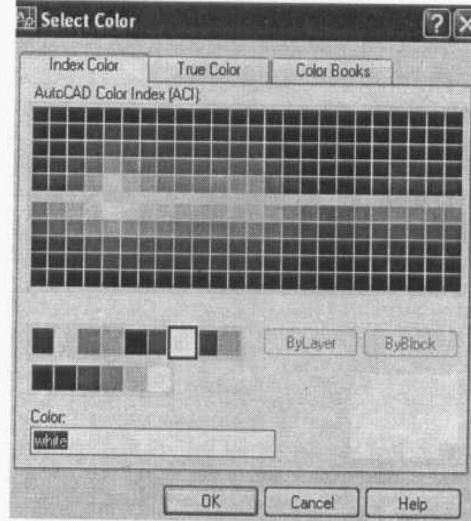 Select Color
Index Color
True Color
Color Books
AutoCAD Color Index (ACI):
ByLayer
ByBlock
Color:
white
OK
Cancel
Help